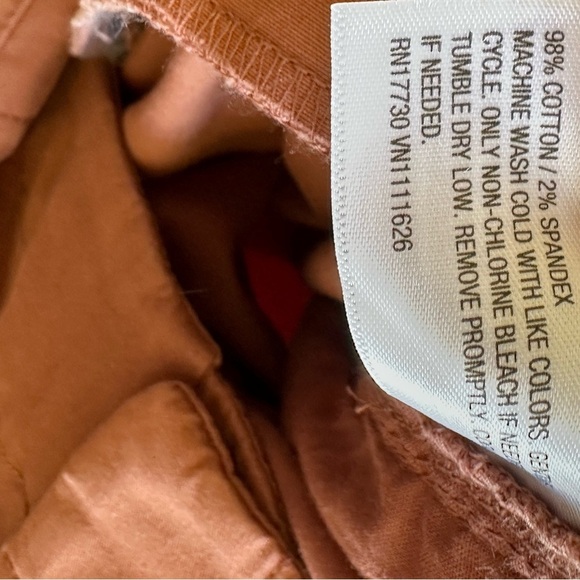 98% COTTON / 2% SPANDEX
MACHINE WASH COLD WITH LIKE COLORS.
CYCLE. ONLY NON-CHLORINE BLEACH IF
TUMBLE DRY LOW. REMOVE PROMPTLY.
IF NEEDED.
RN17730 VN1111626